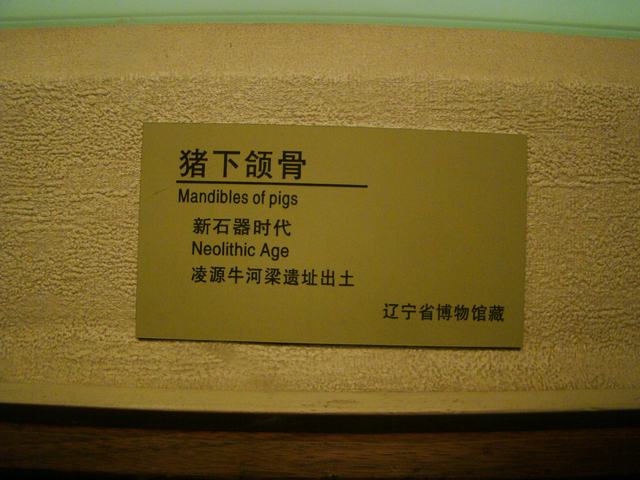 猪下颌骨
Mandibles of pigs
新石器时代
Neolithic Age
凌源牛河梁遗址出土
辽宁省博物馆藏